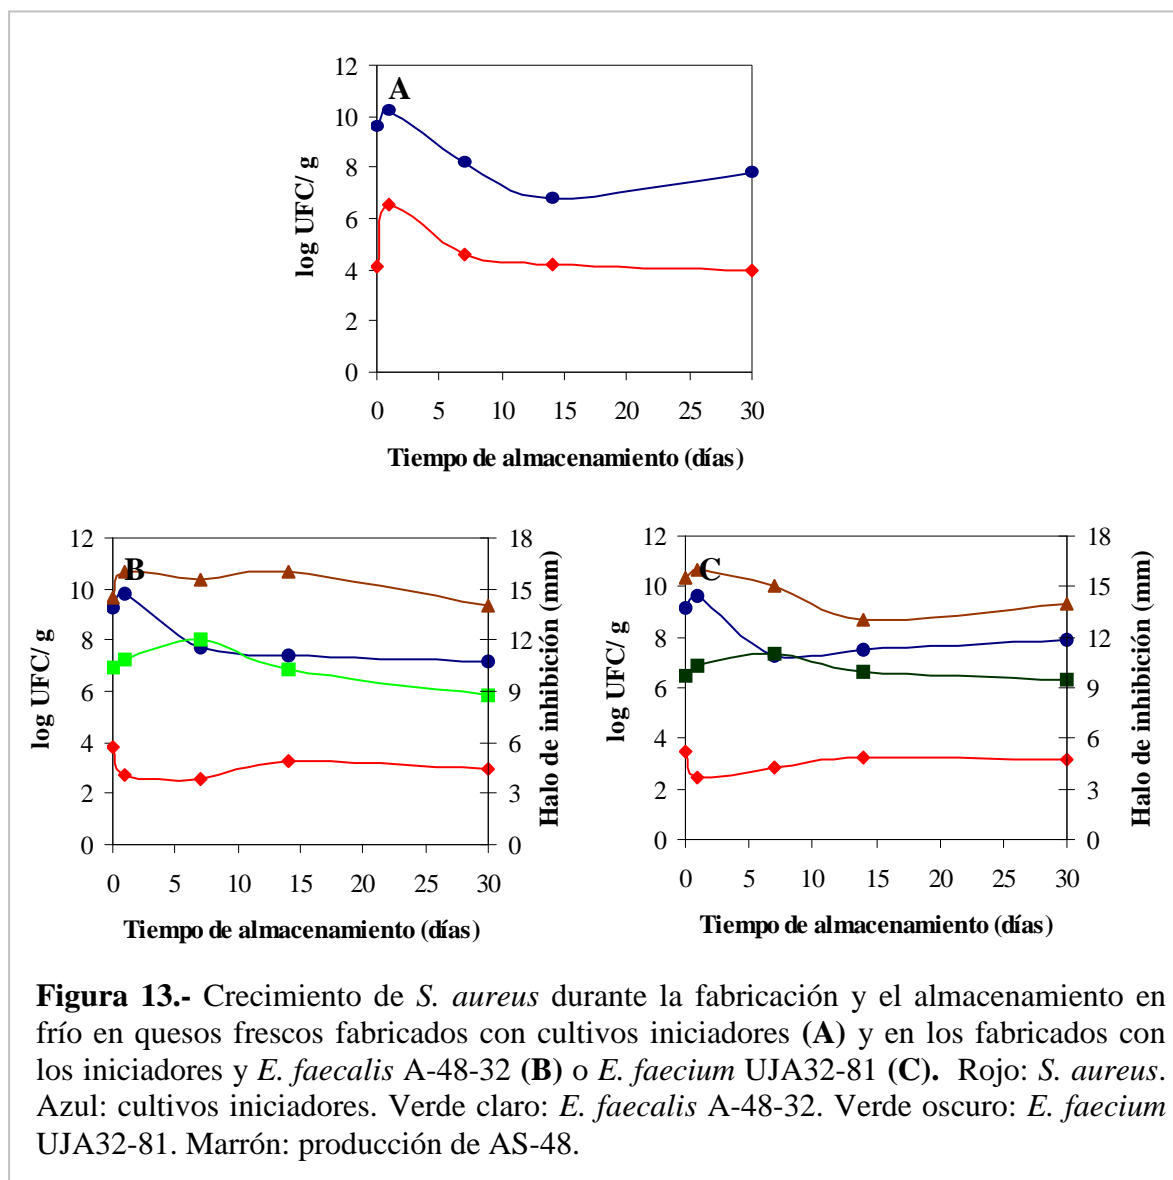 A
12
10
8
6
4
2
0
log UFC/ g
0 5 10 15 20 25 30
Tiempo de almacenamiento (días)
B
12
10
8
6
4
2
0
log UFC/ g
18
15
12
9
6
3
0
Halo de inhibición (mm)
0 5 10 15 20 25 30
Tiempo de almacenamiento (días)
C
12
10
8
6
4
2
0
log UFC/ g
18
15
12
9
6
3
0
Halo de inhibición (mm)
0 5 10 15 20 25 30
Tiempo de almacenamiento (días)
Figura 13.- Crecimiento de S. aureus durante la fabricación y el almacenamiento en
frío en quesos frescos fabricados con cultivos iniciadores (A) y en los fabricados con
los iniciadores y E. faecalis A-48-32 (B) o E. faecium UJA32-81 (C). Rojo: S. aureus.
Azul: cultivos iniciadores. Verde claro: E. faecalis A-48-32. Verde oscuro: E. faecium
UJA32-81. Marrón: producción de AS-48.